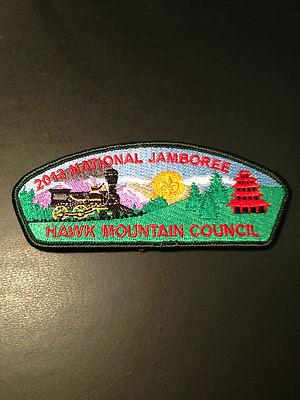 2013 NATIONAL JAMBOREE
HAWK MOUNTAIN COUNCIL